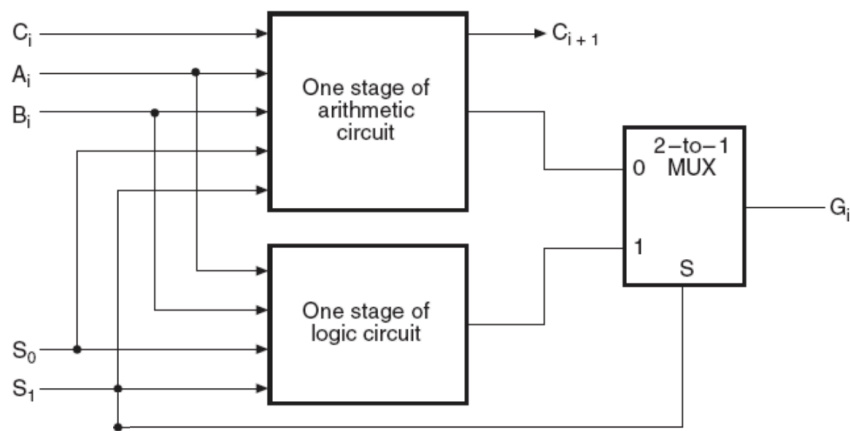 C_i
A_i
B_i
One stage of
arithmetic
circuit
C_{i + 1}
2–to–1
MUX
0
1
S
G_i
One stage of
logic circuit
S_0
S_1